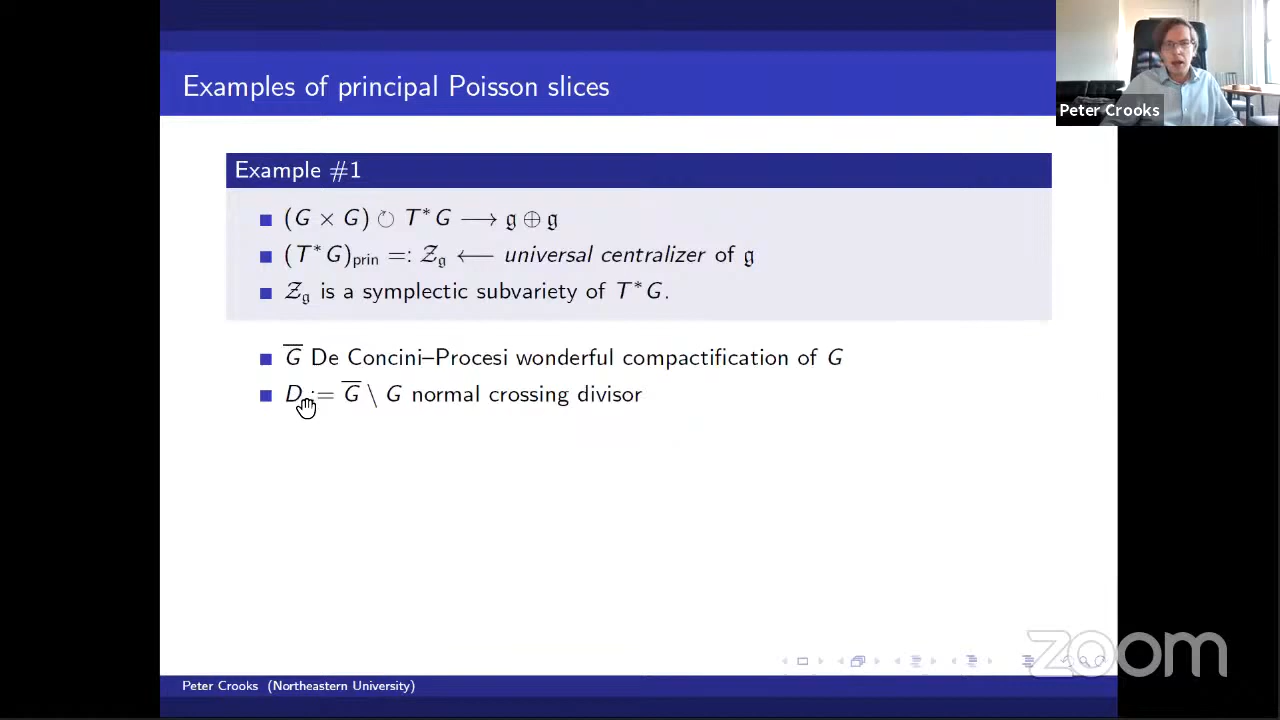 Examples of principal Poisson slices
Peter Crooks
Example #1
(G × G) ↻ T*G ⟶ 𝔤 ⊕ 𝔤
(T*G)prin =: 𝒵𝔤 ⟵ universal centralizer of 𝔤
𝒵𝔤 is a symplectic subvariety of T*G.
G̅ De Concini–Procesi wonderful compactification of G
D := G̅ \ G normal crossing divisor
zoom
Peter Crooks (Northeastern University)